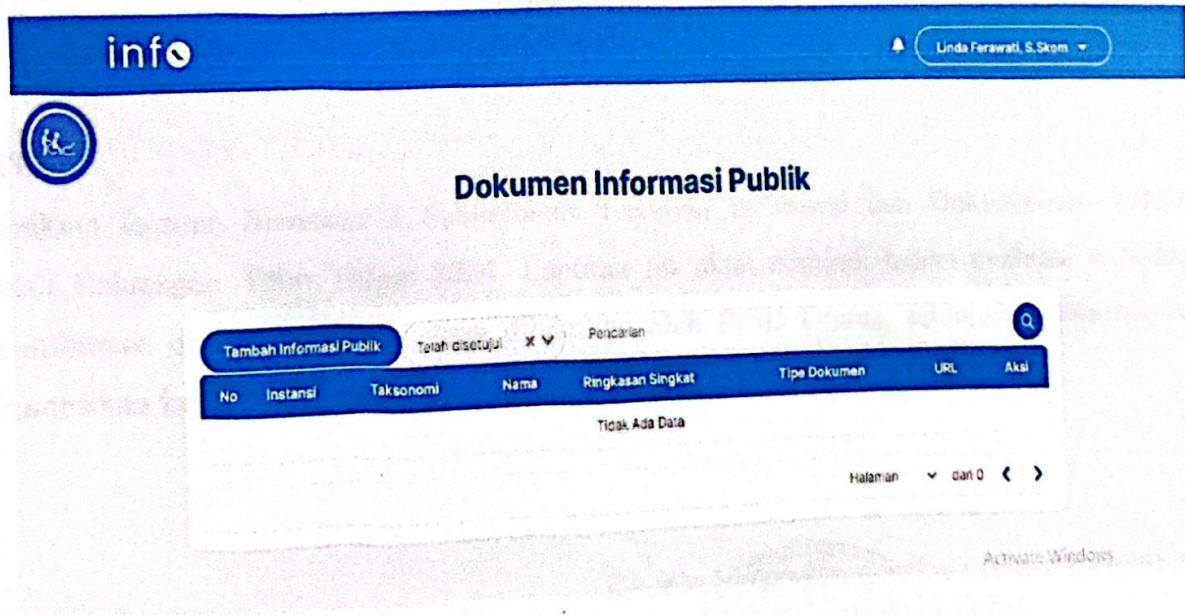 info
Linda Ferawati, S.Skom
Dokumen Informasi Publik
Tambah Informasi Publik
Telah disetujui
Pencarian
No Instansi Taksonomi Nama Ringkasan Singkat Tipe Dokumen URL Aksi
Tidak Ada Data
Halaman dari 0
Activate Windows